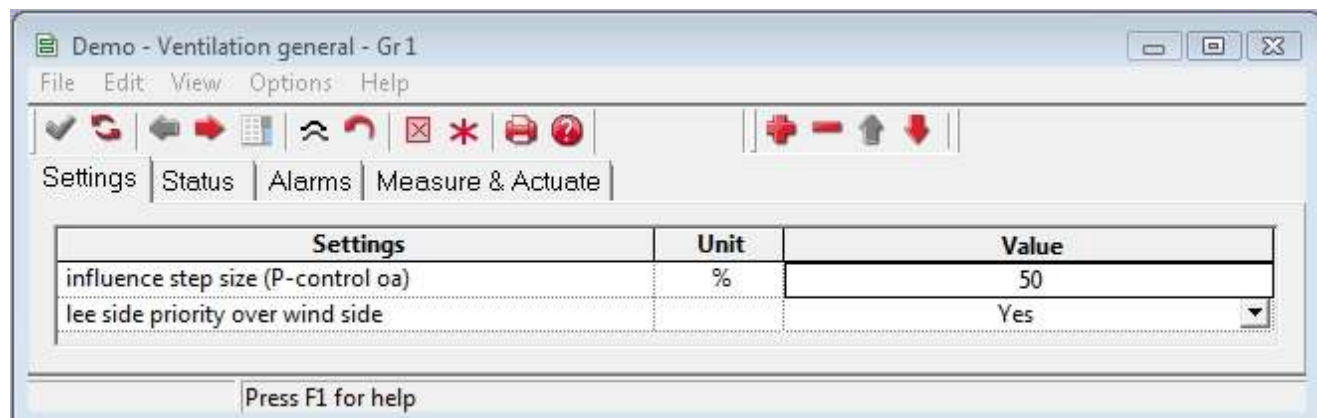 Demo - Ventilation general - Gr 1
File Edit View Options Help
Settings Status Alarms Measure & Actuate
Settings Unit Value
influence step size (P-control oa) % 50
lee side priority over wind side Yes
Press F1 for help